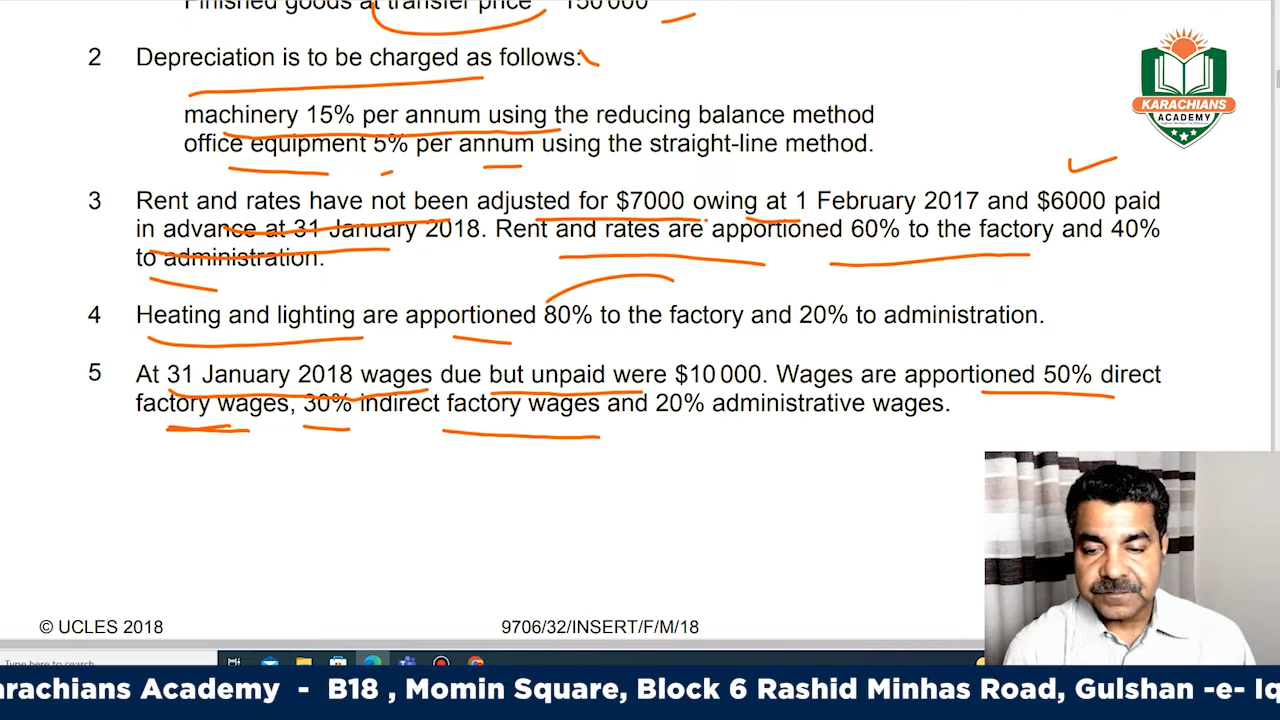 Finished goods at transfer price 150 000
2 Depreciation is to be charged as follows:
machinery 15% per annum using the reducing balance method
office equipment 5% per annum using the straight-line method.
3 Rent and rates have not been adjusted for $7000 owing at 1 February 2017 and $6000 paid
in advance at 31 January 2018. Rent and rates are apportioned 60% to the factory and 40%
to administration.
4 Heating and lighting are apportioned 80% to the factory and 20% to administration.
5 At 31 January 2018 wages due but unpaid were $10 000. Wages are apportioned 50% direct
factory wages, 30% indirect factory wages and 20% administrative wages.
© UCLES 2018 9706/32/INSERT/F/M/18
KARACHIANS
ACADEMY
Type here to search
arachians Academy - B18 , Momin Square, Block 6 Rashid Minhas Road, Gulshan -e- Iq